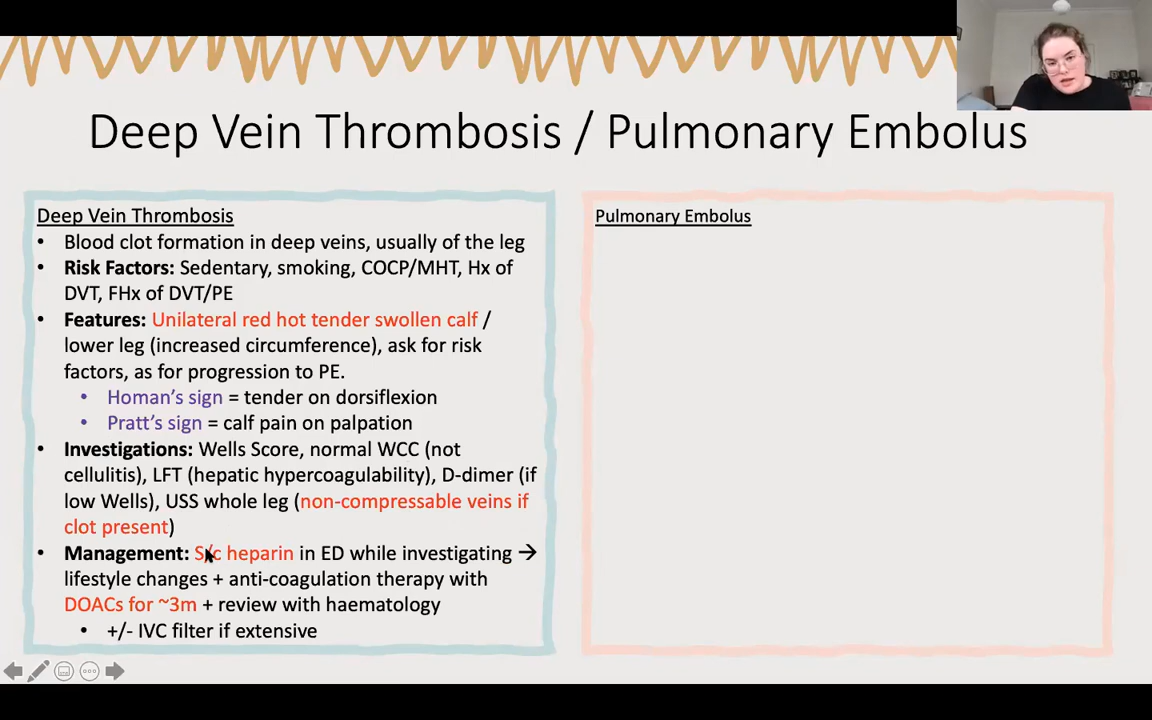 Deep Vein Thrombosis / Pulmonary Embolus
Deep Vein Thrombosis
• Blood clot formation in deep veins, usually of the leg
• Risk Factors: Sedentary, smoking, COCP/MHT, Hx of
DVT, FHx of DVT/PE
• Features: Unilateral red hot tender swollen calf /
lower leg (increased circumference), ask for risk
factors, as for progression to PE.
• Homan's sign = tender on dorsiflexion
• Pratt's sign = calf pain on palpation
• Investigations: Wells Score, normal WCC (not
cellulitis), LFT (hepatic hypercoagulability), D-dimer (if
low Wells), USS whole leg (non-compressable veins if
clot present)
• Management: S/c heparin in ED while investigating →
lifestyle changes + anti-coagulation therapy with
DOACs for ~3m + review with haematology
• +/- IVC filter if extensive
Pulmonary Embolus